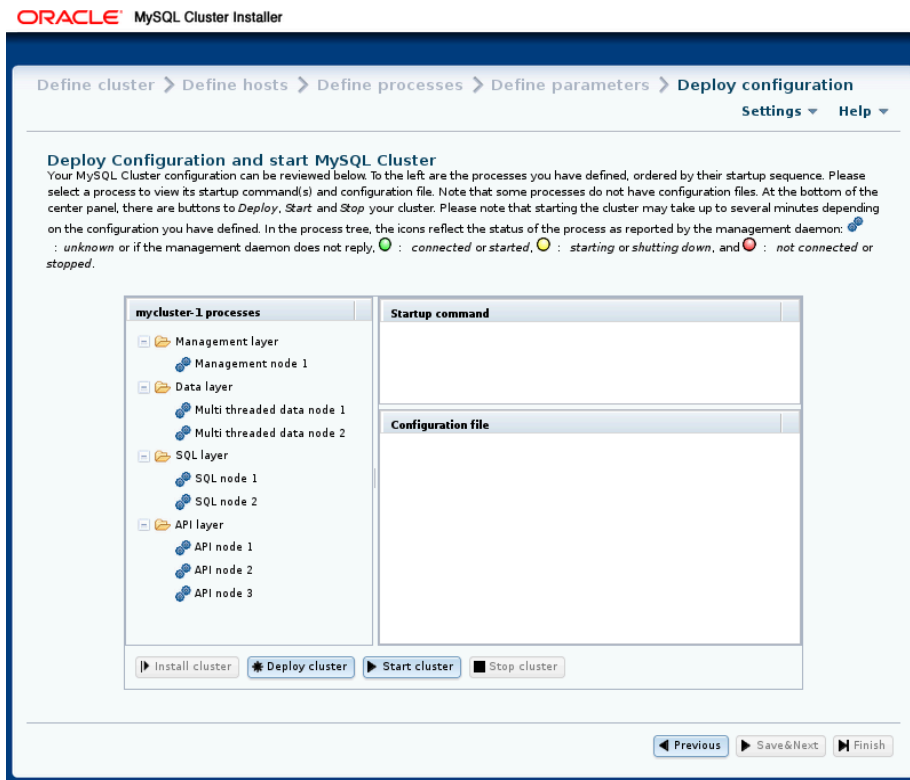 ORACLE MySQL Cluster Installer
Define cluster > Define hosts > Define processes > Define parameters > Deploy configuration
Settings Help
Deploy Configuration and start MySQL Cluster
Your MySQL Cluster configuration can be reviewed below. To the left are the processes you have defined, ordered by their startup sequence. Please
select a process to view its startup command(s) and configuration file. Note that some processes do not have configuration files. At the bottom of the
center panel, there are buttons to Deploy, Start and Stop your cluster. Please note that starting the cluster may take up to several minutes depending
on the configuration you have defined. In the process tree, the icons reflect the status of the process as reported by the management daemon:
: unknown or if the management daemon does not reply, : connected or started, : starting or shutting down, and : not connected or
stopped.
mycluster-1 processes
Management layer
Management node 1
Data layer
Multi threaded data node 1
Multi threaded data node 2
SQL layer
SQL node 1
SQL node 2
API layer
API node 1
API node 2
API node 3
Startup command
Configuration file
Install cluster Deploy cluster Start cluster Stop cluster
Previous Save&Next Finish